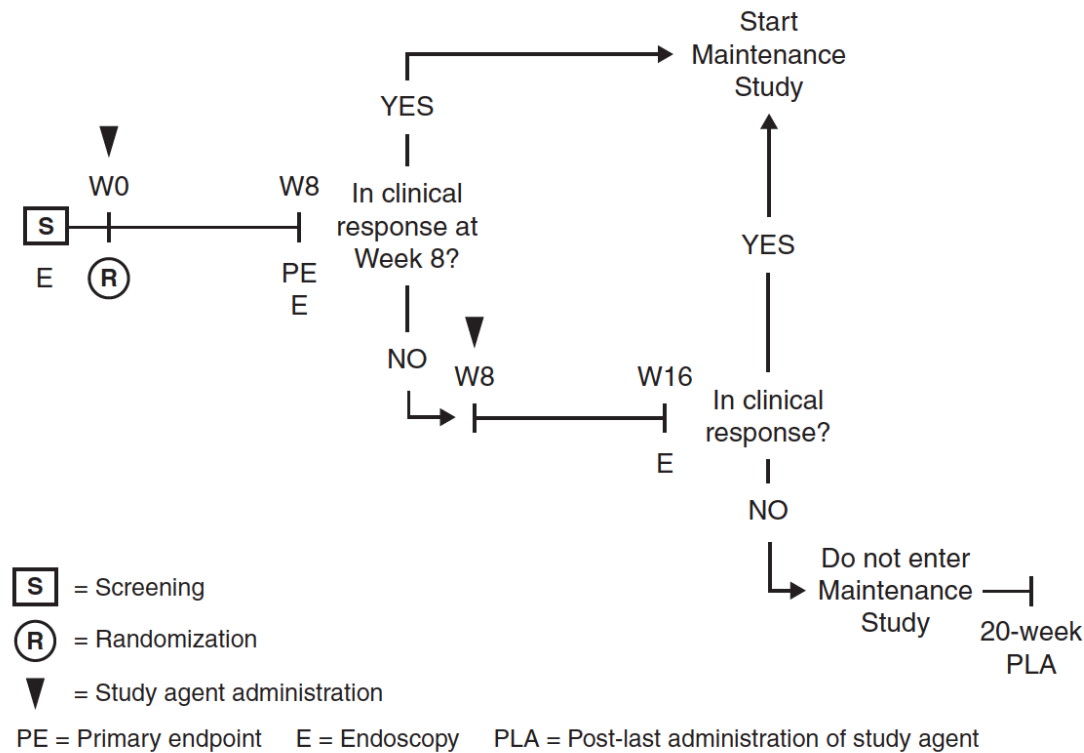 Start
Maintenance
Study
YES
W0
W8
In clinical
response at
Week 8?
S
E
R
PE
E
YES
NO
W8
W16
In clinical
response?
E
NO
Do not enter
Maintenance
Study
20-week
PLA
S = Screening
R = Randomization
= Study agent administration
PE = Primary endpoint E = Endoscopy PLA = Post-last administration of study agent